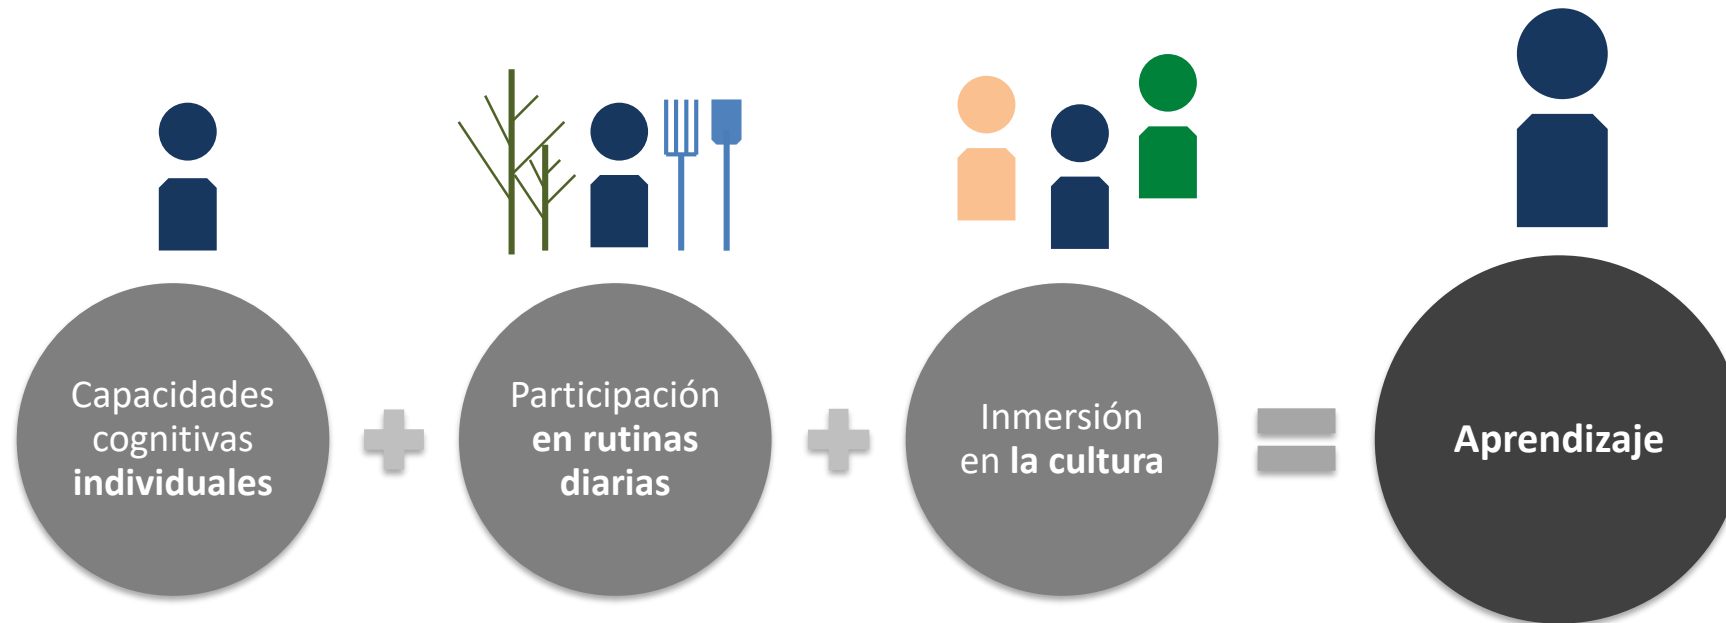 Capacidades
cognitivas
individuales
Participación
en rutinas
diarias
Inmersión
en la cultura
Aprendizaje